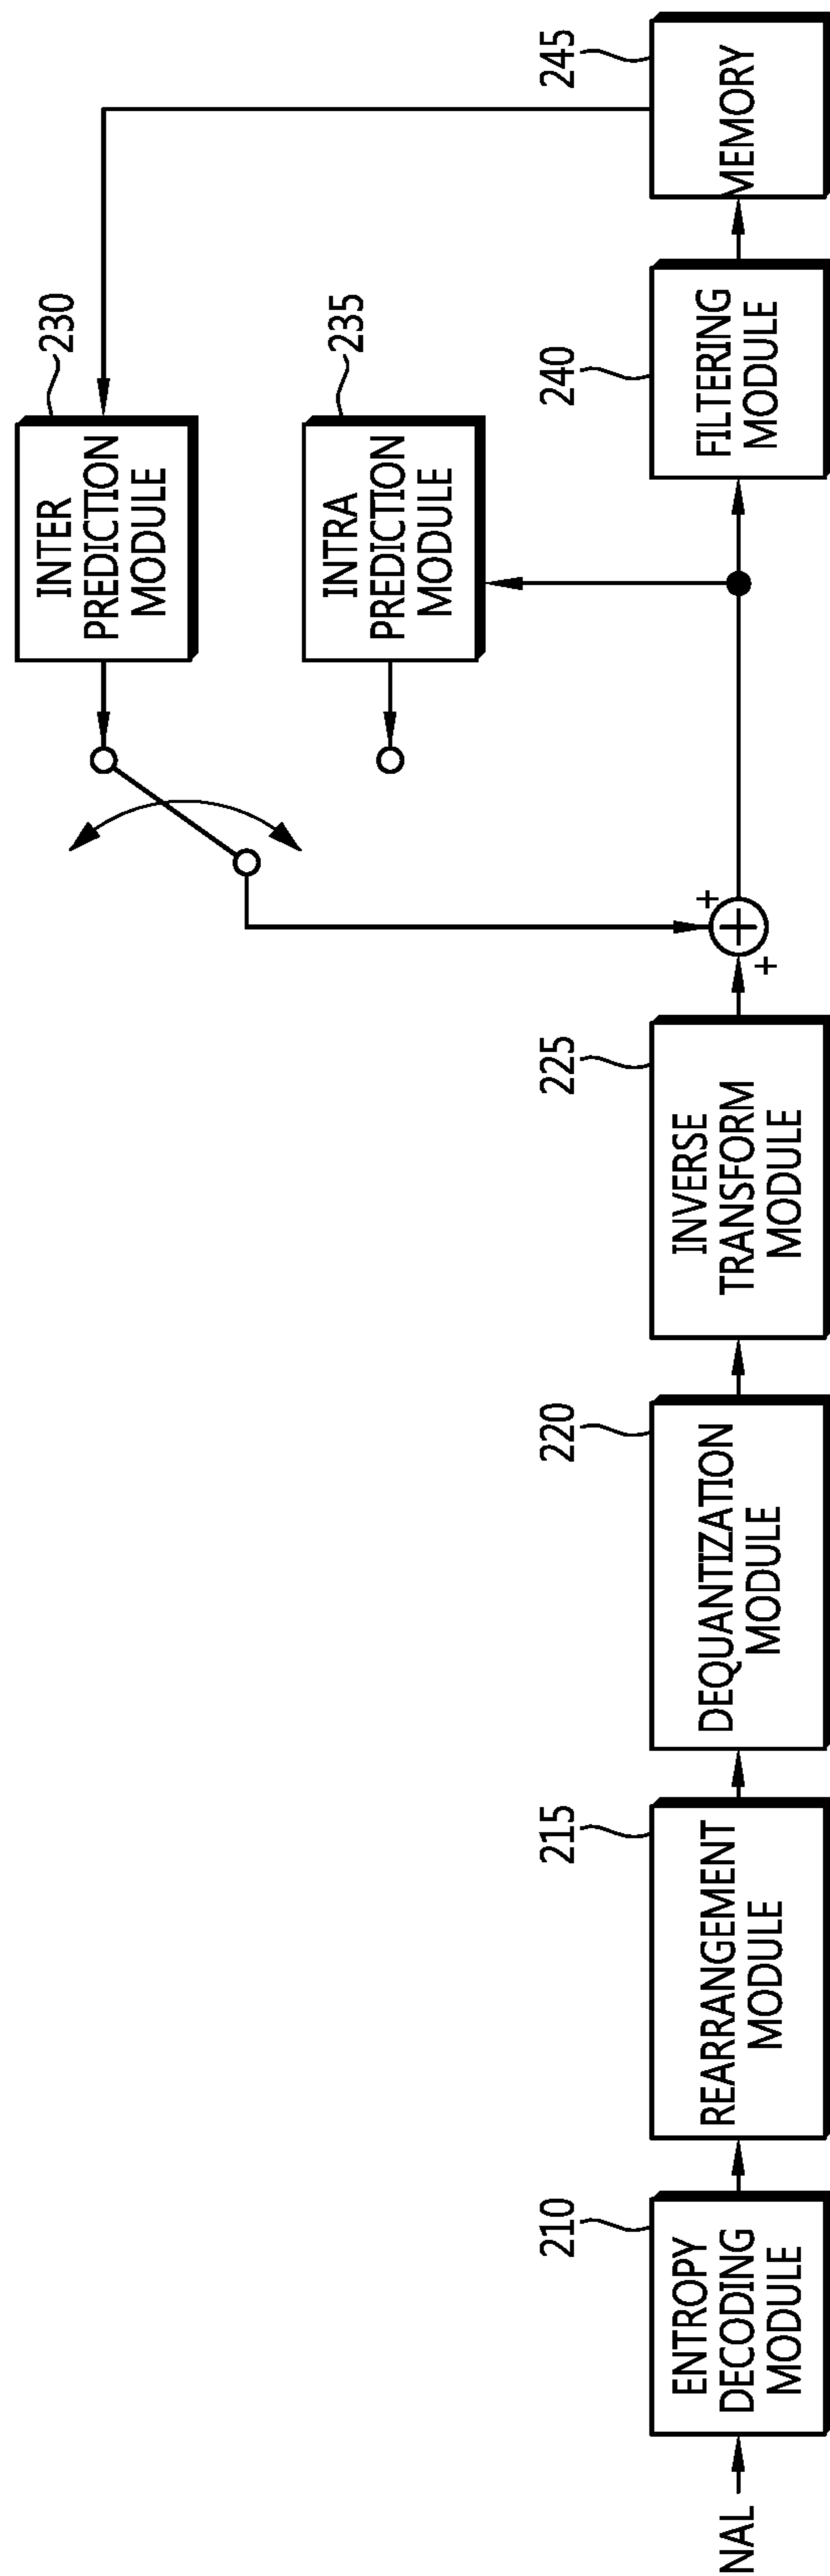 230
INTER
PREDICTION
MODULE
235
INTRA
PREDICTION
MODULE
+
+
NAL
210
ENTROPY
DECODING
MODULE
215
REARRANGEMENT
MODULE
220
DEQUANTIZATION
MODULE
225
INVERSE
TRANSFORM
MODULE
240
FILTERING
MODULE
245
MEMORY